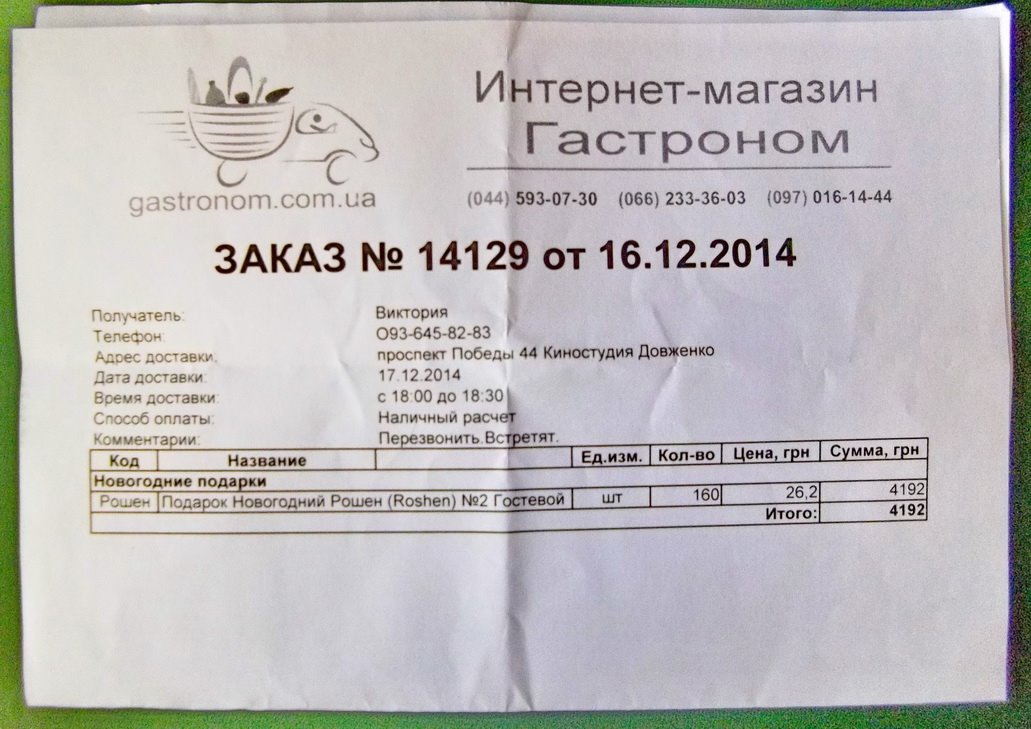 Интернет-магазин
Гастроном
gastronom.com.ua
(044) 593-07-30 (066) 233-36-03 (097) 016-14-44
ЗАКАЗ № 14129 от 16.12.2014
Получатель: Виктория
Телефон: О93-645-82-83
Адрес доставки: проспект Победы 44 Киностудия Довженко
Дата доставки: 17.12.2014
Время доставки: с 18:00 до 18:30
Способ оплаты: Наличный расчет
Комментарии: Перезвонить.Встретят.
Код Название Ед.изм. Кол-во Цена, грн Сумма, грн
Новогодние подарки
Рошен Подарок Новогодний Рошен (Roshen) №2 Гостевой шт 160 26,2 4192
Итого: 4192